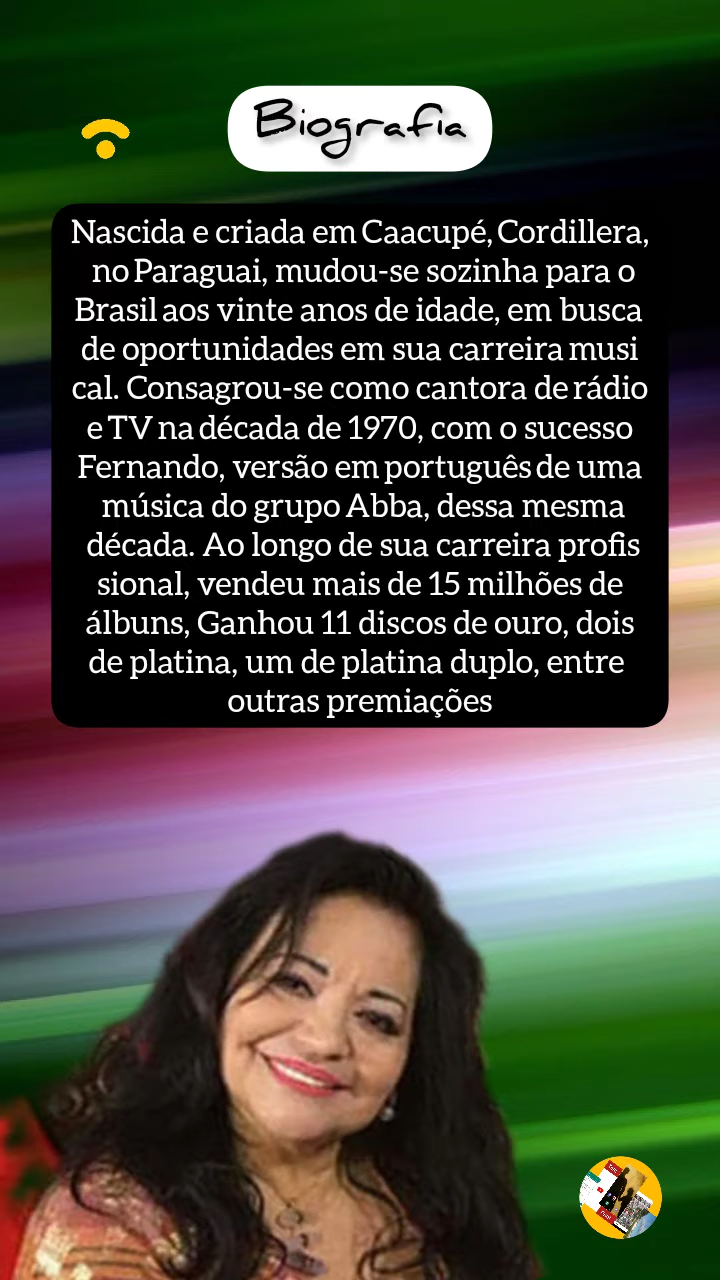 Biografia
Nascida e criada em Caacupé, Cordillera,
no Paraguai, mudou-se sozinha para o
Brasil aos vinte anos de idade, em busca
de oportunidades em sua carreira musi
cal. Consagrou-se como cantora de rádio
e TV na década de 1970, com o sucesso
Fernando, versão em português de uma
música do grupo Abba, dessa mesma
década. Ao longo de sua carreira profis
sional, vendeu mais de 15 milhões de
álbuns, Ganhou 11 discos de ouro, dois
de platina, um de platina duplo, entre
outras premiações